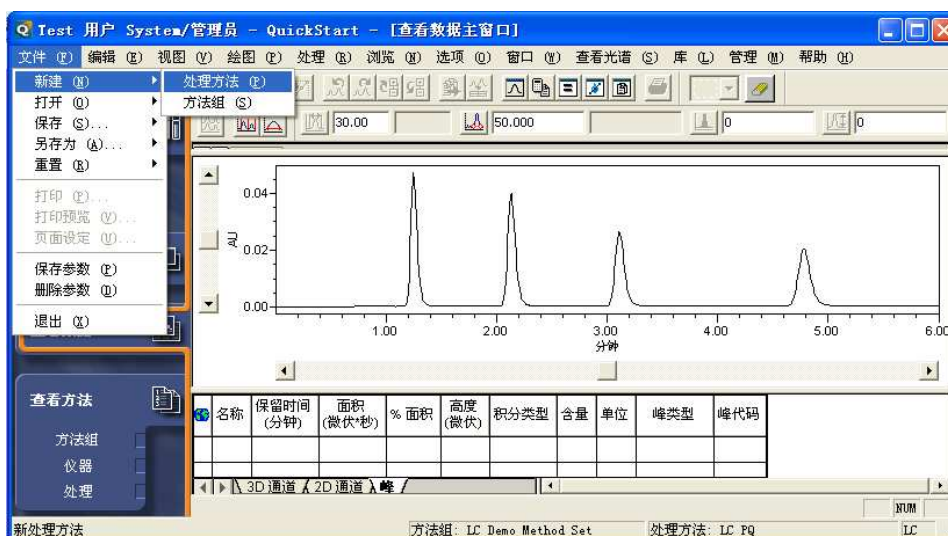 Test 用户 System/管理员 - QuickStart - [查看数据主窗口]
文件 (F) 编辑 (E) 视图 (V) 绘图 (P) 处理 (R) 浏览 (N) 选项 (O) 窗口 (W) 查看光谱 (S) 库 (L) 管理 (M) 帮助 (H)
新建 (N)
处理方法 (P)
打开 (O)
方法组 (S)
保存 (S)...
30.00 50.000 0 0
另存为 (A)...
重置 (R)
打印 (P)...
打印预览 (V)...
页面设定 (U)...
保存参数 (P)
删除参数 (D)
退出 (X)
0.04
AU
0.02
0.00
1.00 2.00 3.00 4.00 5.00 6.00
分钟
查看方法
方法组
仪器
处理
名称 保留时间 (分钟) 面积 (微伏*秒) % 面积 高度 (微伏) 积分类型 含量 单位 峰类型 峰代码
3D 通道 2D 通道 峰
NUM
新处理方法 方法组: LC Demo Method Set 处理方法: LC PQ LC